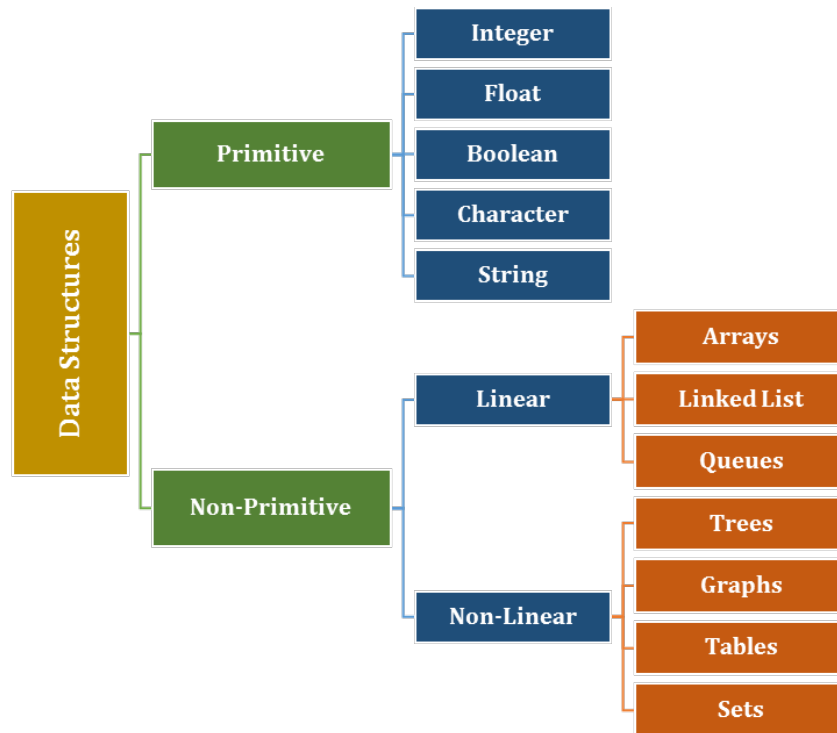 Data Structures
Primitive
Integer
Float
Boolean
Character
String
Non-Primitive
Linear
Arrays
Linked List
Queues
Non-Linear
Trees
Graphs
Tables
Sets